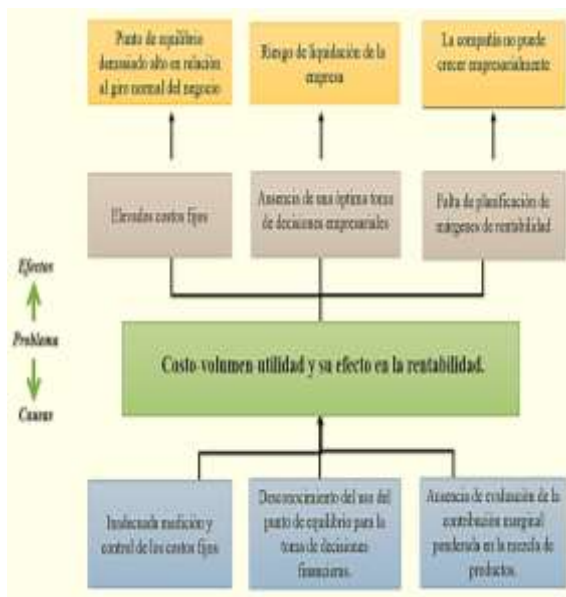 Punto de equilibrio
demasiado alto en relación
al giro normal del negocio
Riesgo de liquidación de la
empresa
La compañía no puede
crecer empresarialmente
Elevados costos fijos
Ausencia de una óptima toma
de decisiones empresariales
Falta de planificación de
márgenes de rentabilidad
Efectos
Problema
Causas
Costo-volumen-utilidad y su efecto en la rentabilidad.
Inadecuada medición y
control de los costos fijos
Desconocimiento del uso del
punto de equilibrio para la
toma de decisiones
financieras.
Ausencia de evaluación de la
contribución marginal
ponderada en la mezcla de
productos.